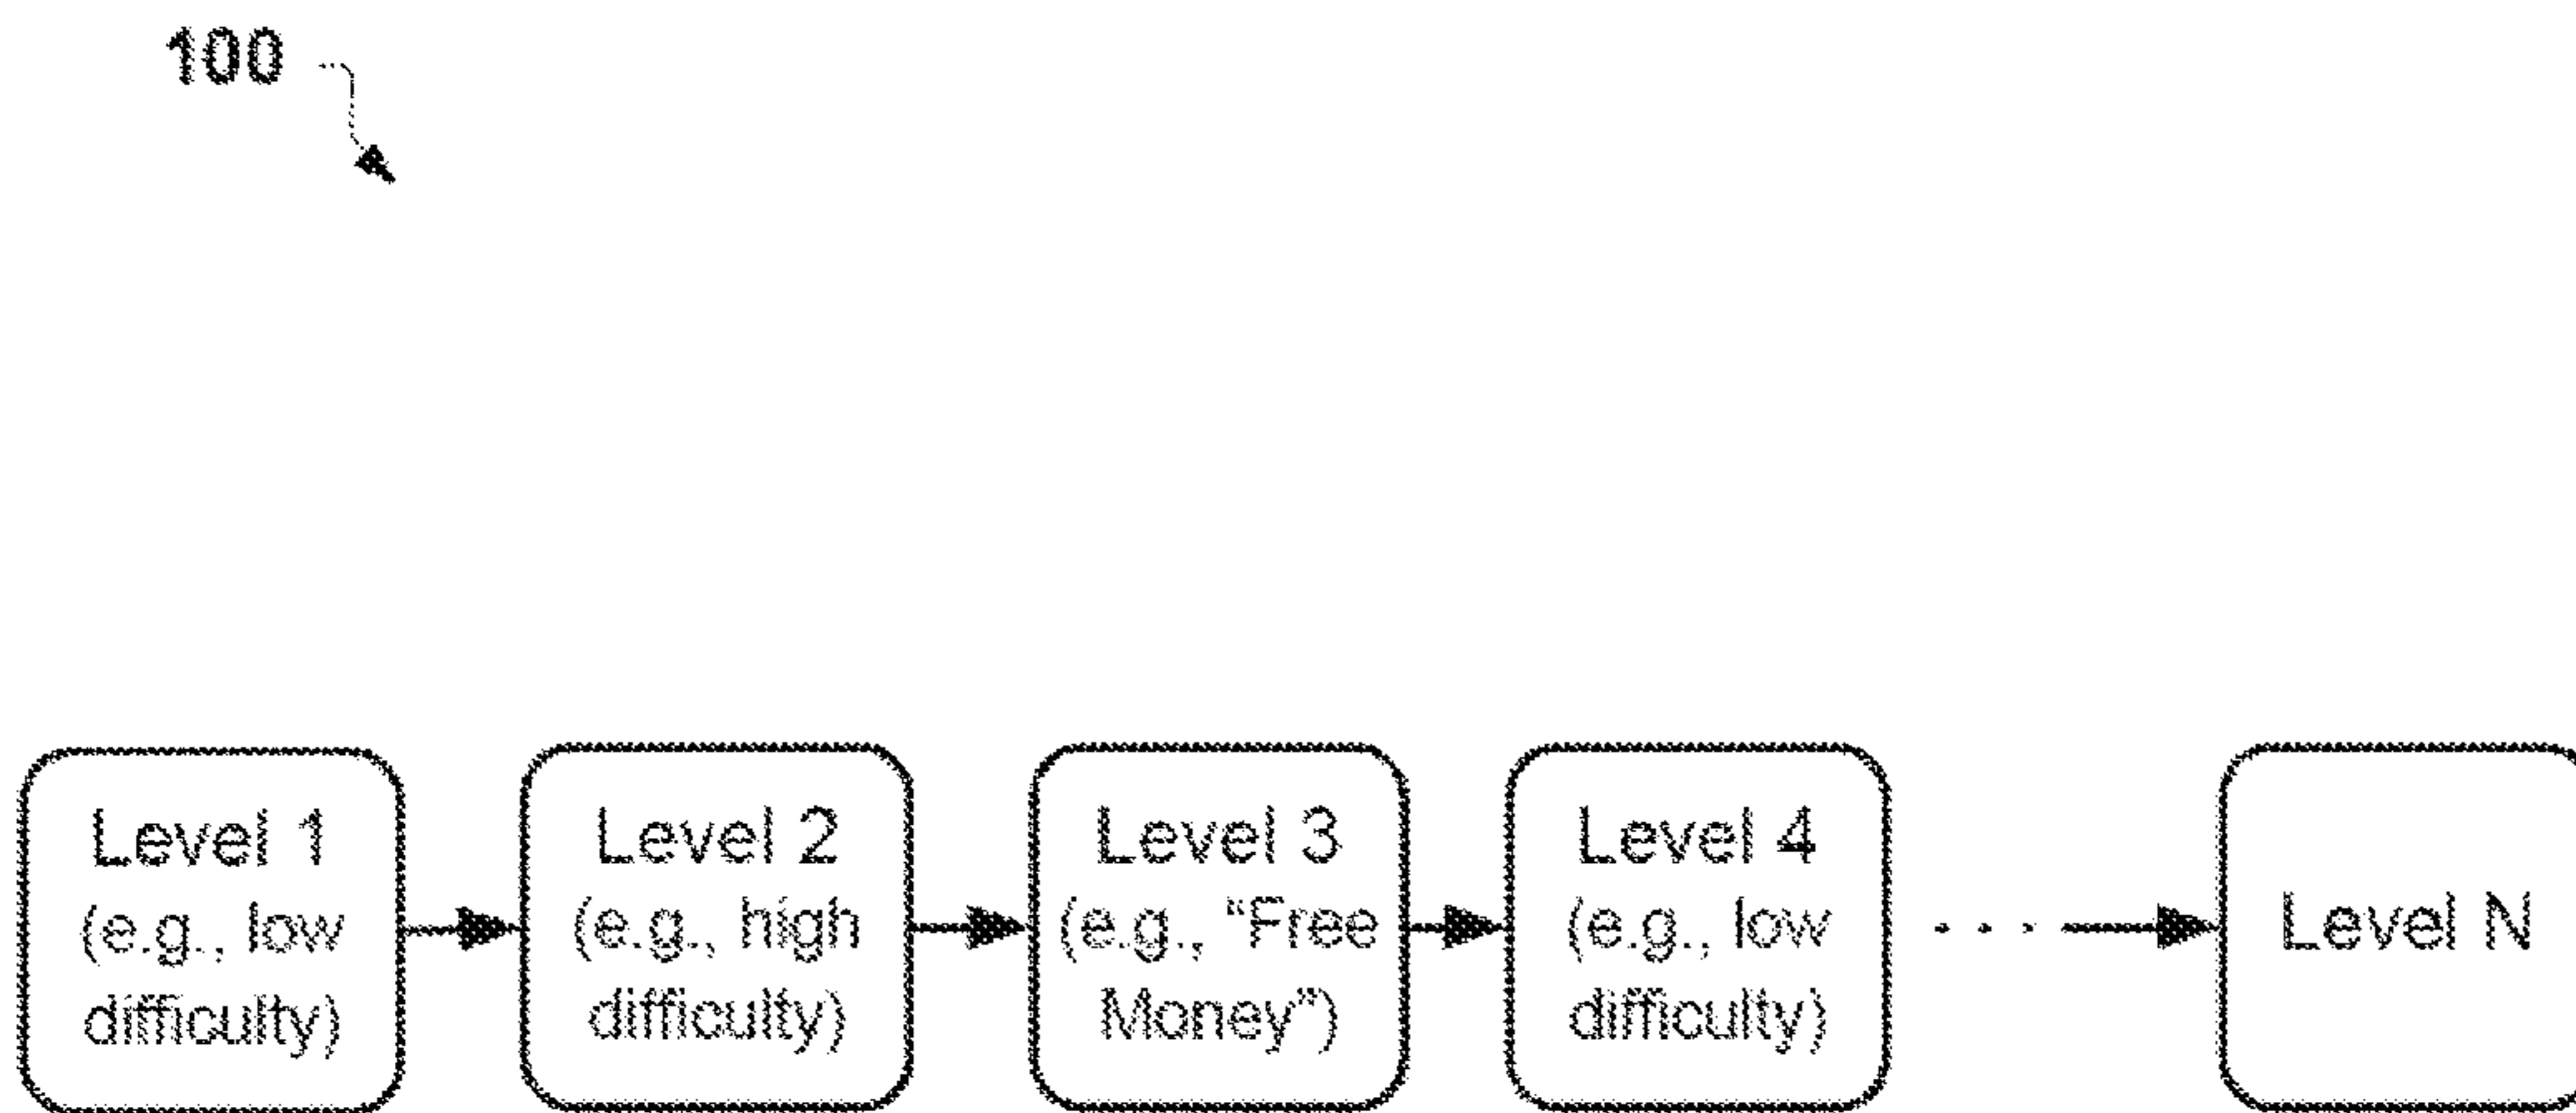 100
Level 1
(e.g., low
difficulty)
Level 2
(e.g., high
difficulty)
Level 3
(e.g., “Free
Money”)
Level 4
(e.g., low
difficulty)
. . .
Level N